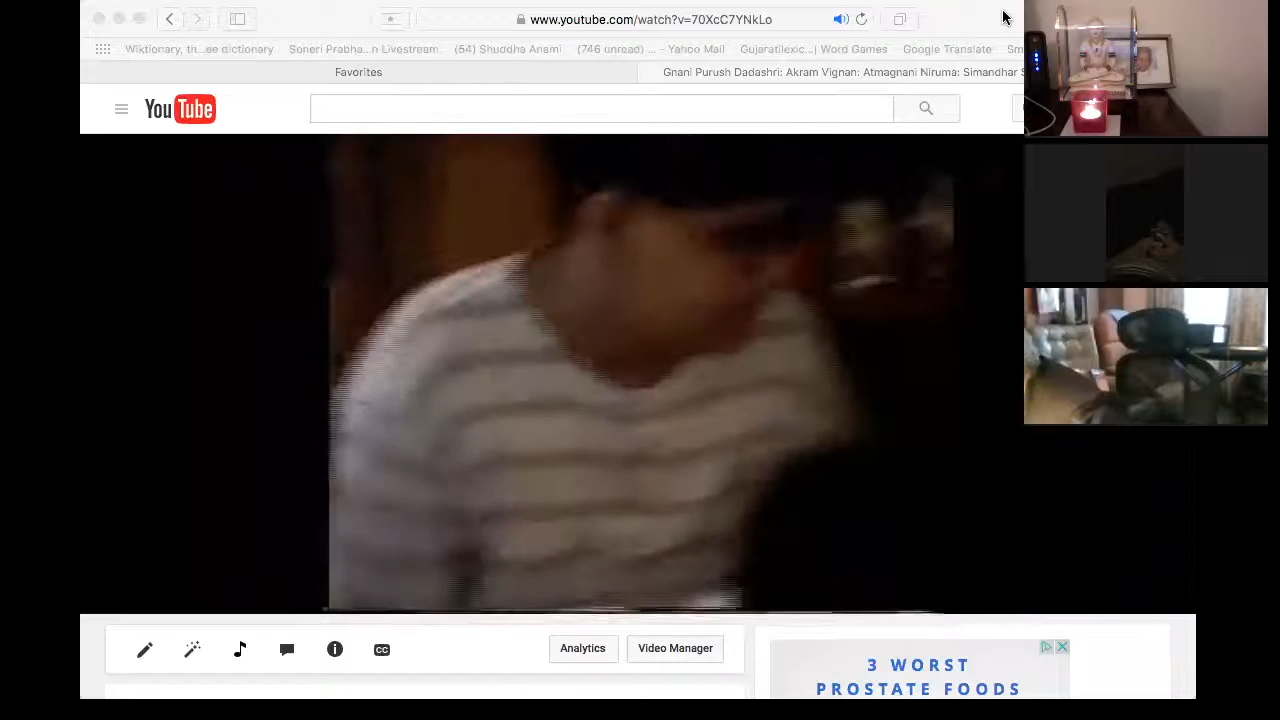 www.youtube.com/watch?v=70XcC7YNkLo
Wiktionary, th...ee dictionary
Soneri Prabha...n Livestream
(54) Shuddha Anami
(746 unread) ... - Yahoo Mail
Gujaratilexic...| Word Games
Google Translate
Sm
Favorites
Gnani Purush Dadashri: Akram Vignan: Atmagnani Niruma: Simandhar S
YouTube
Analytics
Video Manager
3 WORST
PROSTATE FOODS